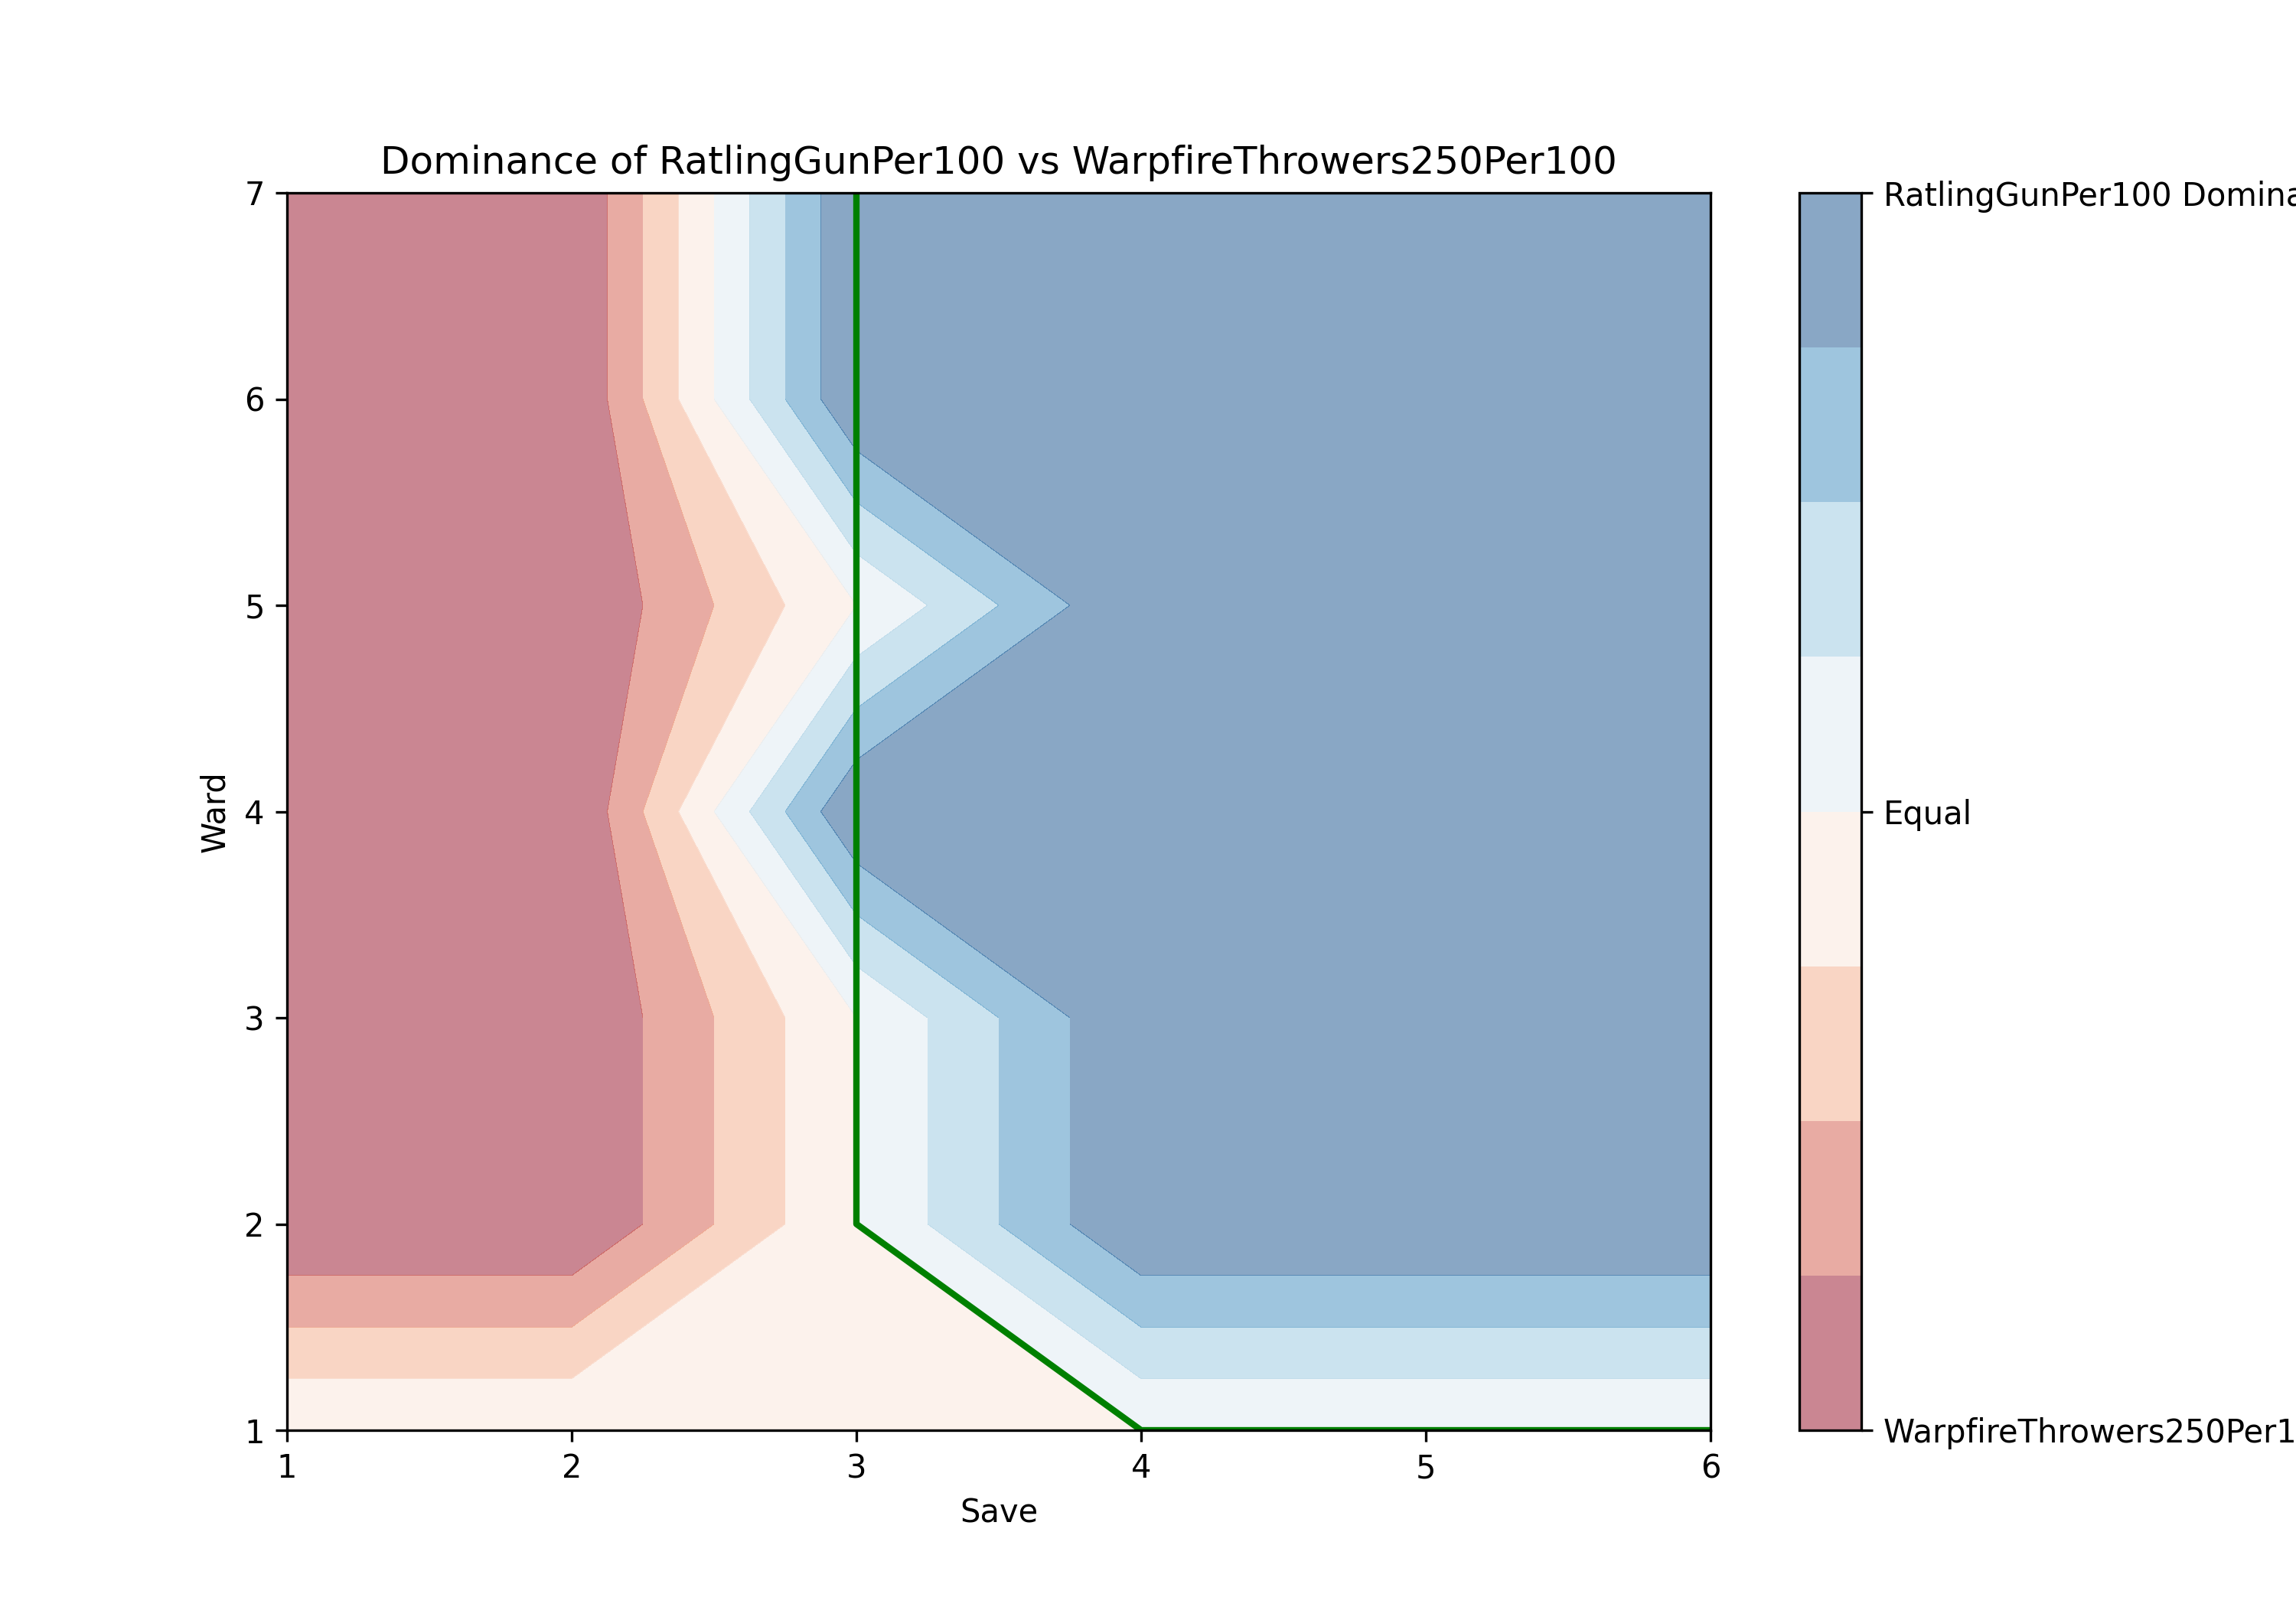 Dominance of RatlingGunPer100 vs WarpfireThrowers250Per100
7
6
5
4
3
2
1
Ward
1 2 3 4 5 6
Save
RatlingGunPer100 Domina
Equal
WarpfireThrowers250Per1